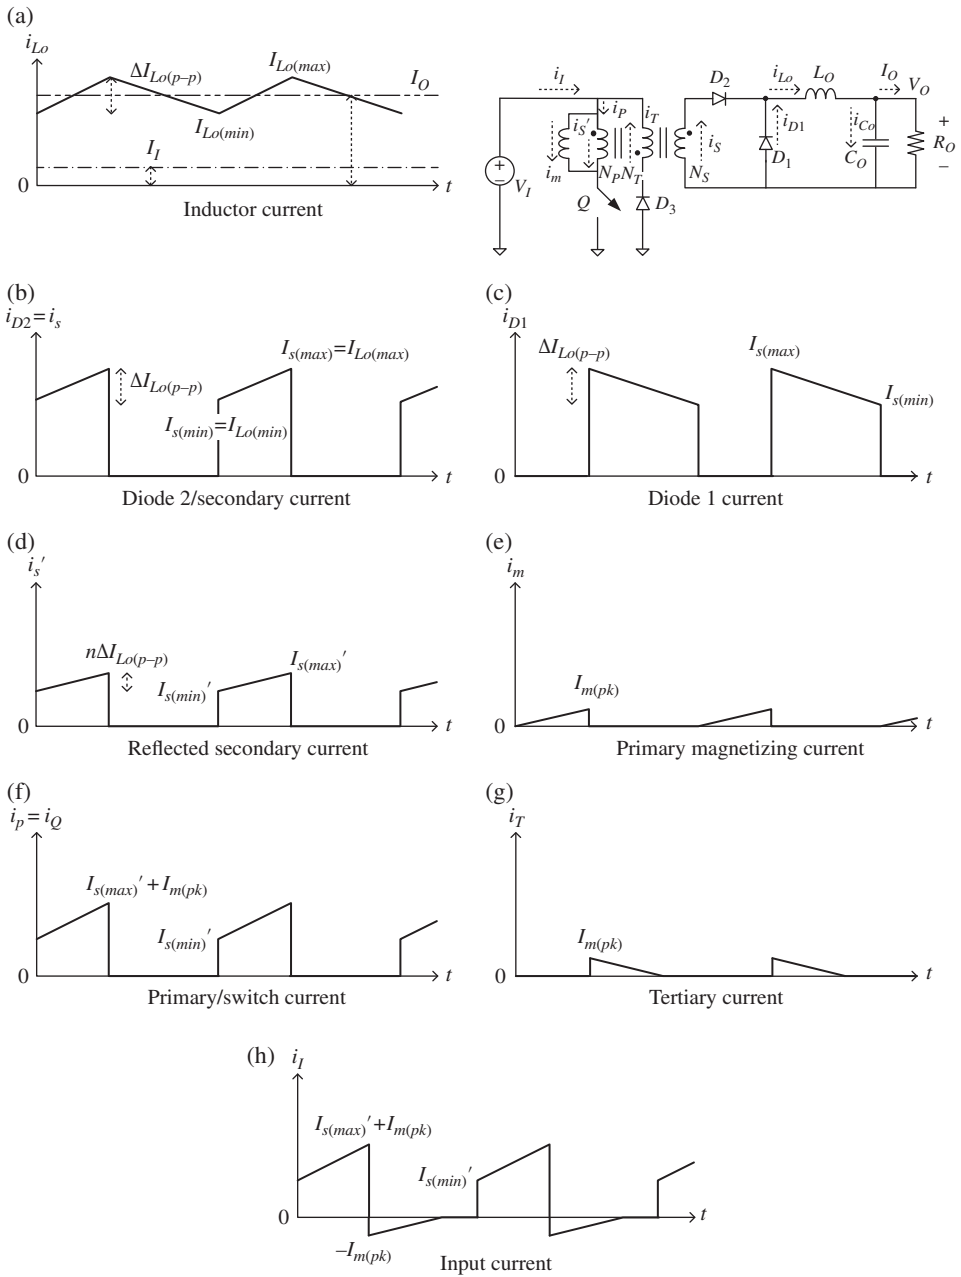 (a)
i_Lo
ΔI_Lo(p–p)
I_Lo(max)
I_O
I_Lo(min)
I_I
0
t
Inductor current
i_I
i_P
i_S′
i_T
i_m
N_P N_T
V_I
Q
D_3
i_S
N_S
D_2
i_Lo
L_O
I_O
V_O
i_D1
D_1
i_Co
C_O
R_O
+
–
+
–
(b)
i_D2 = i_s
I_s(max) = I_Lo(max)
ΔI_Lo(p–p)
I_s(min) = I_Lo(min)
0
t
Diode 2/secondary current
(c)
i_D1
ΔI_Lo(p–p)
I_s(max)
I_s(min)
0
t
Diode 1 current
(d)
i_s′
nΔI_Lo(p–p)
I_s(min)′
I_s(max)′
0
t
Reflected secondary current
(e)
i_m
I_m(pk)
0
t
Primary magnetizing current
(f)
i_p = i_Q
I_s(max)′ + I_m(pk)
I_s(min)′
0
t
Primary/switch current
(g)
i_T
I_m(pk)
0
t
Tertiary current
(h)
i_I
I_s(max)′ + I_m(pk)
I_s(min)′
0
t
–I_m(pk)
Input current